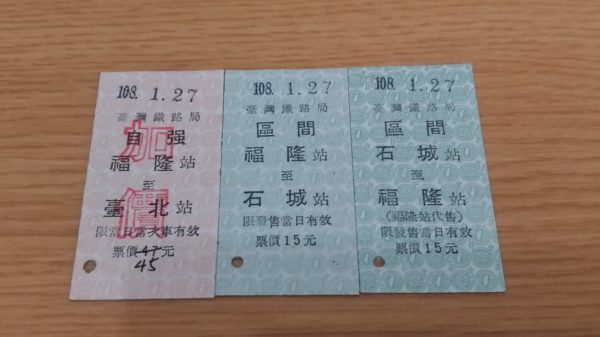 108. 1.27
臺灣鐵路局
自强
福隆站
至
臺北站
限當日當次車有效
票價47元
45
加價
108. 1.27
臺灣鐵路局
區間
福隆站
至
石城站
限發售當日有效
票價15元
108. 1.27
臺灣鐵路局
區間
石城站
至
福隆站
(福隆站代售)
限發售當日有效
票價15元